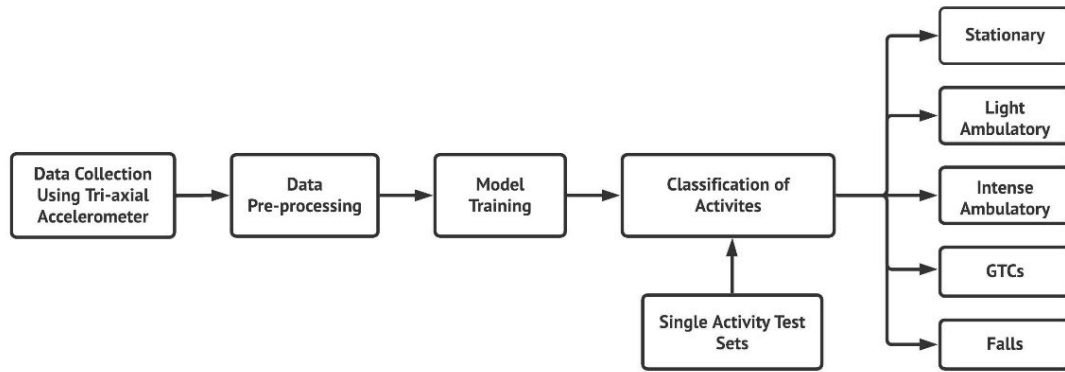 Data Collection
Using Tri-axial
Accelerometer
Data
Pre-processing
Model
Training
Classification of
Activites
Single Activity Test
Sets
Stationary
Light
Ambulatory
Intense
Ambulatory
GTCs
Falls